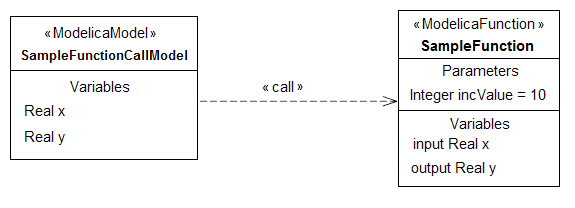 «ModelicaModel»
SampleFunctionCallModel
Variables
Real x
Real y
«call»
«ModelicaFunction»
SampleFunction
Parameters
Integer incValue = 10
Variables
input Real x
output Real y